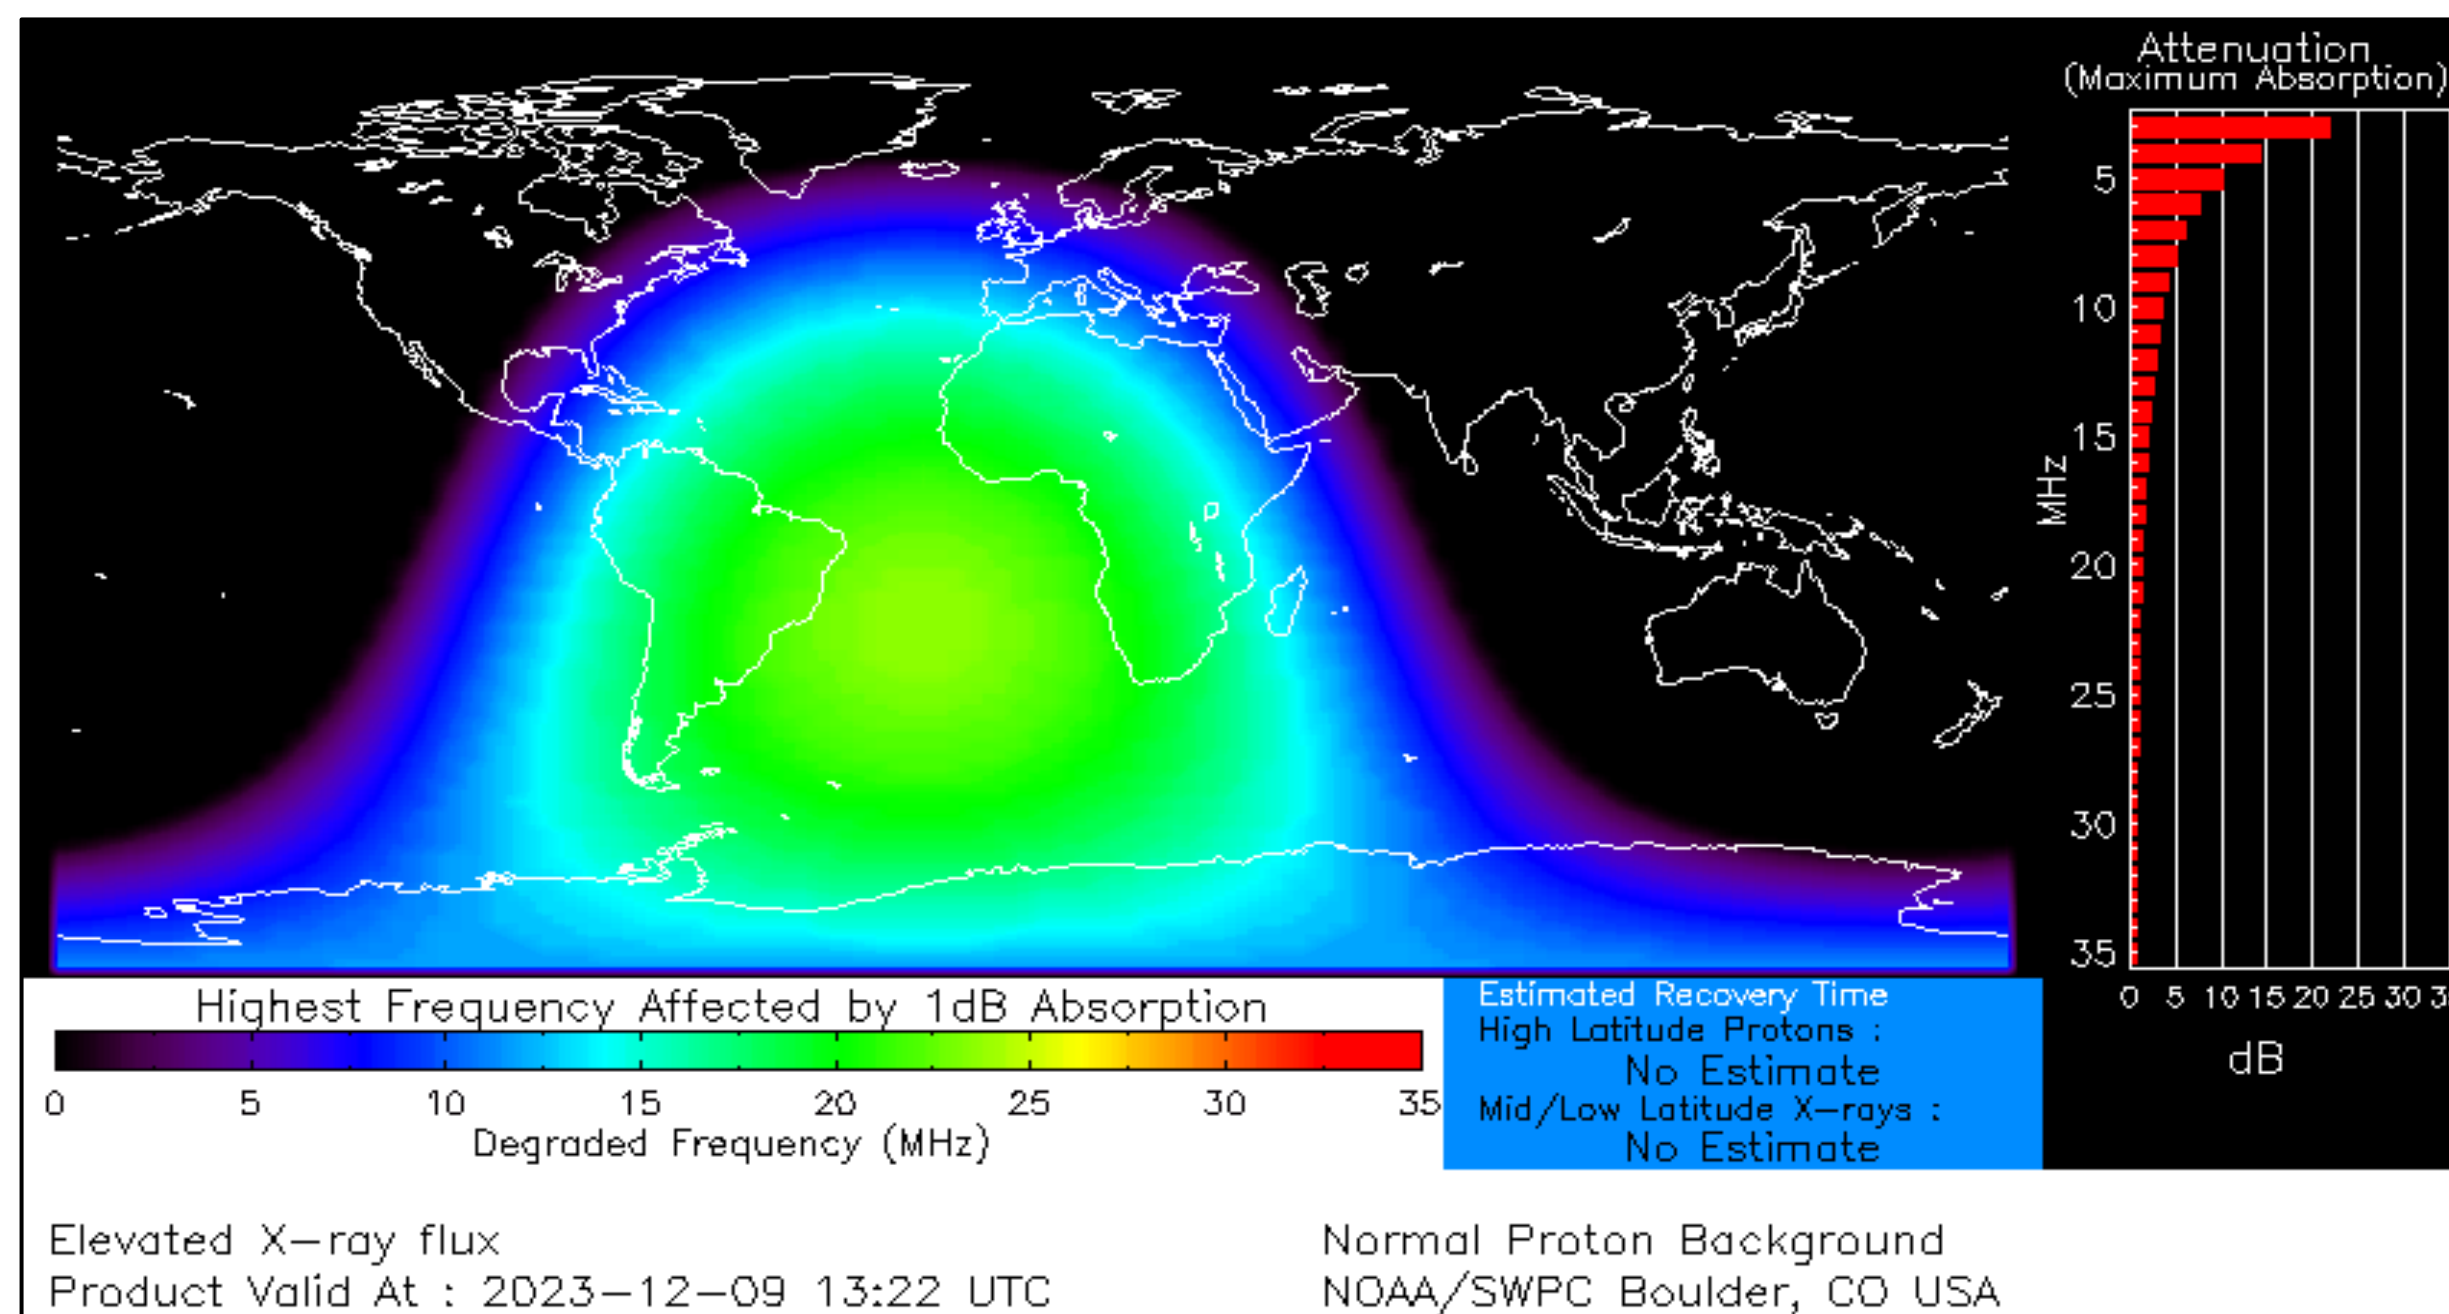 Attenuation
(Maximum Absorption)
5
10
15
20
25
30
35
MHz
0 5 10 15 20 25 30
dB
Highest Frequency Affected by 1dB Absorption
0 5 10 15 20 25 30 35
Degraded Frequency (MHz)
Estimated Recovery Time
High Latitude Protons :
No Estimate
Mid/Low Latitude X-rays :
No Estimate
Elevated X-ray flux
Product Valid At : 2023-12-09 13:22 UTC
Normal Proton Background
NOAA/SWPC Boulder, CO USA